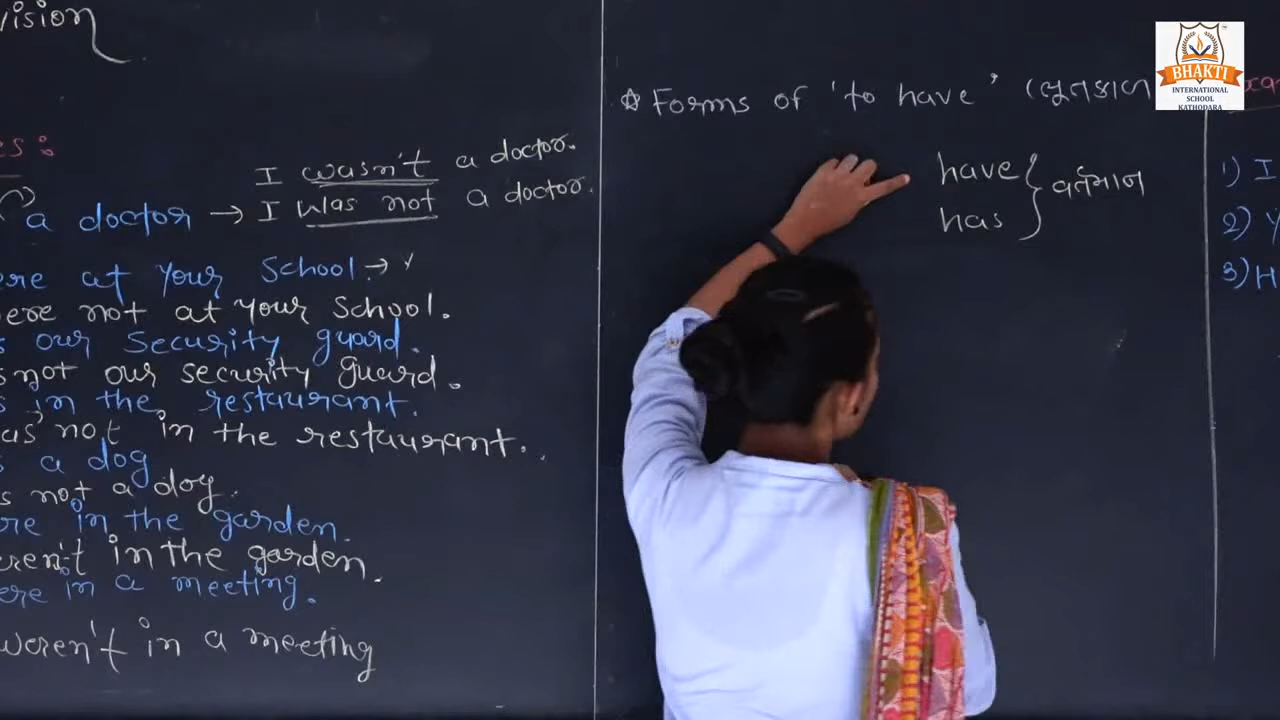 vision
es:
I wasn't a doctor.
a doctor → I was not a doctor.
ere at your School. →
ere not at your School.
s our security guard.
s not our security guard.
s in the restaurant.
as not in the restaurant.
s a dog
s not a dog.
re in the garden.
eren't in the garden.
ere in a meeting.
weren't in a meeting
☆ Forms of 'to have' (ભૂતકાળ
have
has } વર્તમાન
1) I
2) Y
3) H
BHAKTI
INTERNATIONAL
SCHOOL
KATHODARA